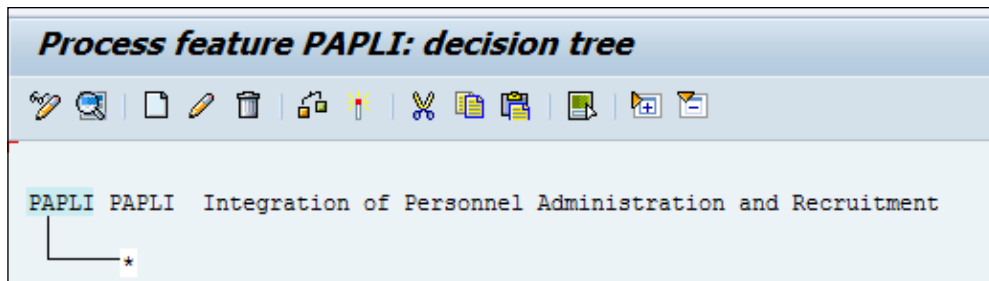 Process feature PAPLI: decision tree
PAPLI PAPLI Integration of Personnel Administration and Recruitment
*